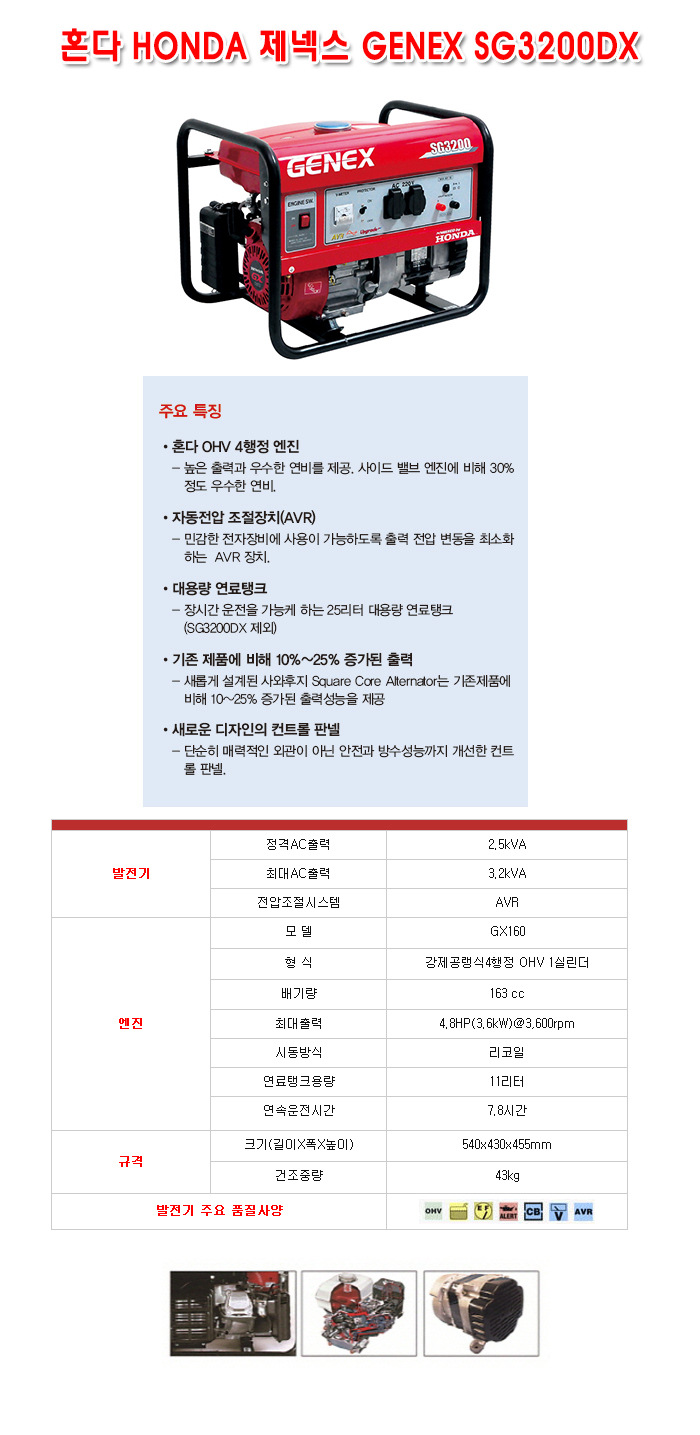 혼다 HONDA 제넥스 GENEX SG3200DX
GENEX
SG3200
ENGINE SW.
V-METER
PROTECTOR
AC 220V
AVR
Upgrade
POWERED by
HONDA
HONDA
GX
주요 특징
• 혼다 OHV 4행정 엔진
– 높은 출력과 우수한 연비를 제공. 사이드 밸브 엔진에 비해 30%
정도 우수한 연비.
• 자동전압 조절장치(AVR)
– 민감한 전자장비에 사용이 가능하도록 출력 전압 변동을 최소화
하는 AVR 장치.
• 대용량 연료탱크
– 장시간 운전을 가능케 하는 25리터 대용량 연료탱크
(SG3200DX 제외)
• 기존 제품에 비해 10%~25% 증가된 출력
– 새롭게 설계된 사와후지 Square Core Alternator는 기존제품에
비해 10~25% 증가된 출력성능을 제공
• 새로운 디자인의 컨트롤 판넬
– 단순히 매력적인 외관이 아닌 안전과 방수성능까지 개선한 컨트
롤 판넬.
발전기
정격AC출력 2.5kVA
최대AC출력 3.2kVA
전압조절시스템 AVR
엔진
모 델 GX160
형 식 강제공랭식4행정 OHV 1실린더
배기량 163 cc
최대출력 4.8HP(3.6kW)@3,600rpm
시동방식 리코일
연료탱크용량 11리터
연속운전시간 7.8시간
규격
크기(길이X폭X높이) 540x430x455mm
건조중량 43kg
발전기 주요 품질사양 OHV EF ALERT CB V AVR